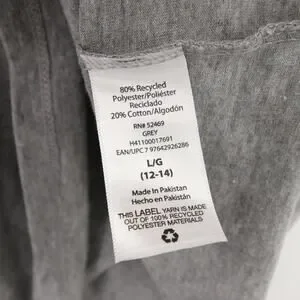 80% Recycled
Polyester/Poliéster
Reciclado
20% Cotton/Algodón
RN# 52469
GREY
H41100017691
EAN/UPC 7 97642926286
L/G
(12-14)
Made In Pakistan
Hecho en Pakistán
THIS LABEL YARN IS MADE
OUT OF 100% RECYCLED
POLYESTER MATERIALS